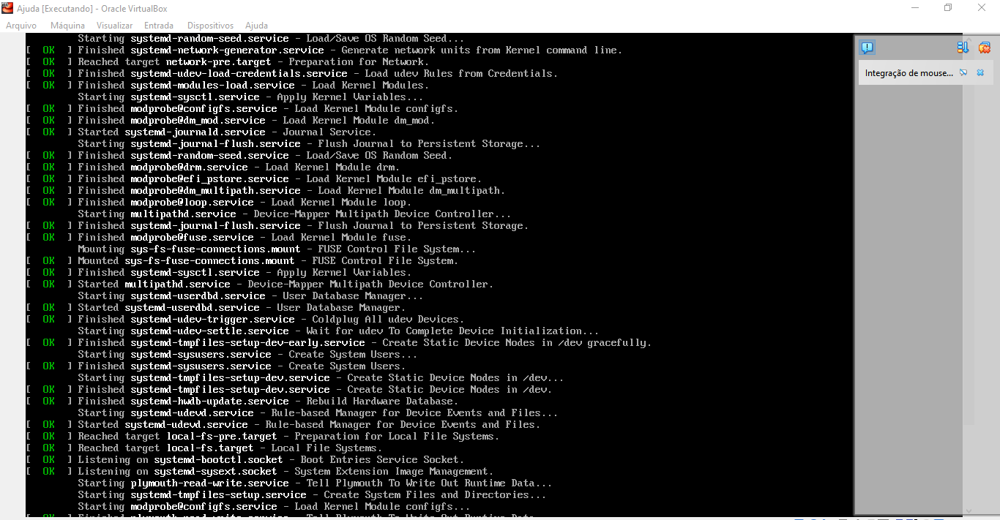 Ajuda [Executando] - Oracle VirtualBox
Arquivo Máquina Visualizar Entrada Dispositivos Ajuda
Starting systemd-random-seed.service - Load/Save OS Random Seed...
[ OK ] Finished systemd-network-generator.service - Generate network units from Kernel command line.
[ OK ] Reached target network-pre.target - Preparation for Network.
[ OK ] Finished systemd-udev-load-credentials.service - Load udev Rules from Credentials.
[ OK ] Finished systemd-modules-load.service - Load Kernel Modules.
Starting systemd-sysctl.service - Apply Kernel Variables...
[ OK ] Finished modprobe@configfs.service - Load Kernel Module configfs.
[ OK ] Finished modprobe@dm_mod.service - Load Kernel Module dm_mod.
[ OK ] Started systemd-journald.service - Journal Service.
Starting systemd-journal-flush.service - Flush Journal to Persistent Storage...
[ OK ] Finished systemd-random-seed.service - Load/Save OS Random Seed.
[ OK ] Finished modprobe@drm.service - Load Kernel Module drm.
[ OK ] Finished modprobe@efi_pstore.service - Load Kernel Module efi_pstore.
[ OK ] Finished modprobe@dm_multipath.service - Load Kernel Module dm_multipath.
[ OK ] Finished modprobe@loop.service - Load Kernel Module loop.
Starting multipathd.service - Device-Mapper Multipath Device Controller...
[ OK ] Finished systemd-journal-flush.service - Flush Journal to Persistent Storage.
[ OK ] Finished modprobe@fuse.service - Load Kernel Module fuse.
Mounting sys-fs-fuse-connections.mount - FUSE Control File System...
[ OK ] Mounted sys-fs-fuse-connections.mount - FUSE Control File System.
[ OK ] Finished systemd-sysctl.service - Apply Kernel Variables.
[ OK ] Started multipathd.service - Device-Mapper Multipath Device Controller.
Starting systemd-userdbd.service - User Database Manager...
[ OK ] Started systemd-userdbd.service - User Database Manager.
[ OK ] Finished systemd-udev-trigger.service - Coldplug All udev Devices.
Starting systemd-udev-settle.service - Wait for udev To Complete Device Initialization...
[ OK ] Finished systemd-tmpfiles-setup-dev-early.service - Create Static Device Nodes in /dev gracefully.
Starting systemd-sysusers.service - Create System Users...
[ OK ] Finished systemd-sysusers.service - Create System Users.
Starting systemd-tmpfiles-setup-dev.service - Create Static Device Nodes in /dev...
[ OK ] Finished systemd-tmpfiles-setup-dev.service - Create Static Device Nodes in /dev.
[ OK ] Finished systemd-hwdb-update.service - Rebuild Hardware Database.
Starting systemd-udevd.service - Rule-based Manager for Device Events and Files...
[ OK ] Started systemd-udevd.service - Rule-based Manager for Device Events and Files.
[ OK ] Reached target local-fs-pre.target - Preparation for Local File Systems.
[ OK ] Reached target local-fs.target - Local File Systems.
[ OK ] Listening on systemd-bootctl.socket - Boot Entries Service Socket.
[ OK ] Listening on systemd-sysext.socket - System Extension Image Management.
Starting plymouth-read-write.service - Tell Plymouth To Write Out Runtime Data...
Starting systemd-tmpfiles-setup.service - Create System Files and Directories...
Starting modprobe@configfs.service - Load Kernel Module configfs...
[ OK ] Finished plymouth-read-write.service - Tell Plymouth To Write Out Runtime Data.
Integração de mouse...